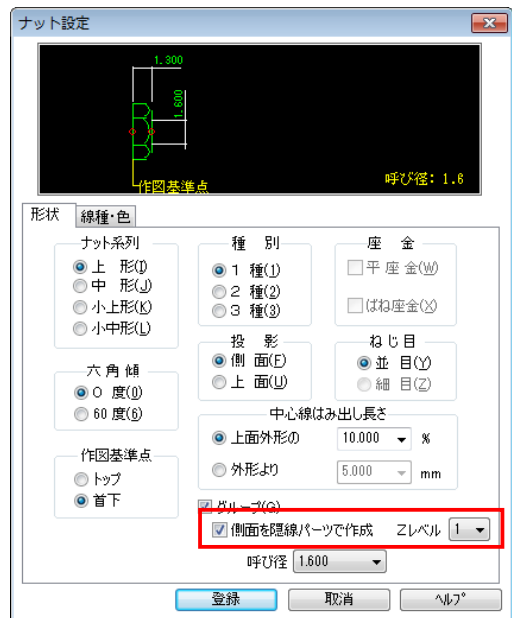 ナット設定
1.300
1.600
作図基準点
呼び径: 1.6
形状 線種・色
ナット系列
上 形(I)
中 形(J)
小上形(K)
小中形(L)
種 別
1 種(1)
2 種(2)
3 種(3)
座 金
平 座 金(W)
ばね座金(X)
六 角 傾
0 度(0)
60 度(6)
投 影
側 面(F)
上 面(U)
ね じ 目
並 目(Y)
細 目(Z)
作図基準点
トップ
首下
中心線はみ出し長さ
上面外形の 10.000 %
外形より 5.000 mm
グループ(G)
側面を隠線パーツで作成 Zレベル 1
呼び径 1.600
登録 取消 ヘルプ